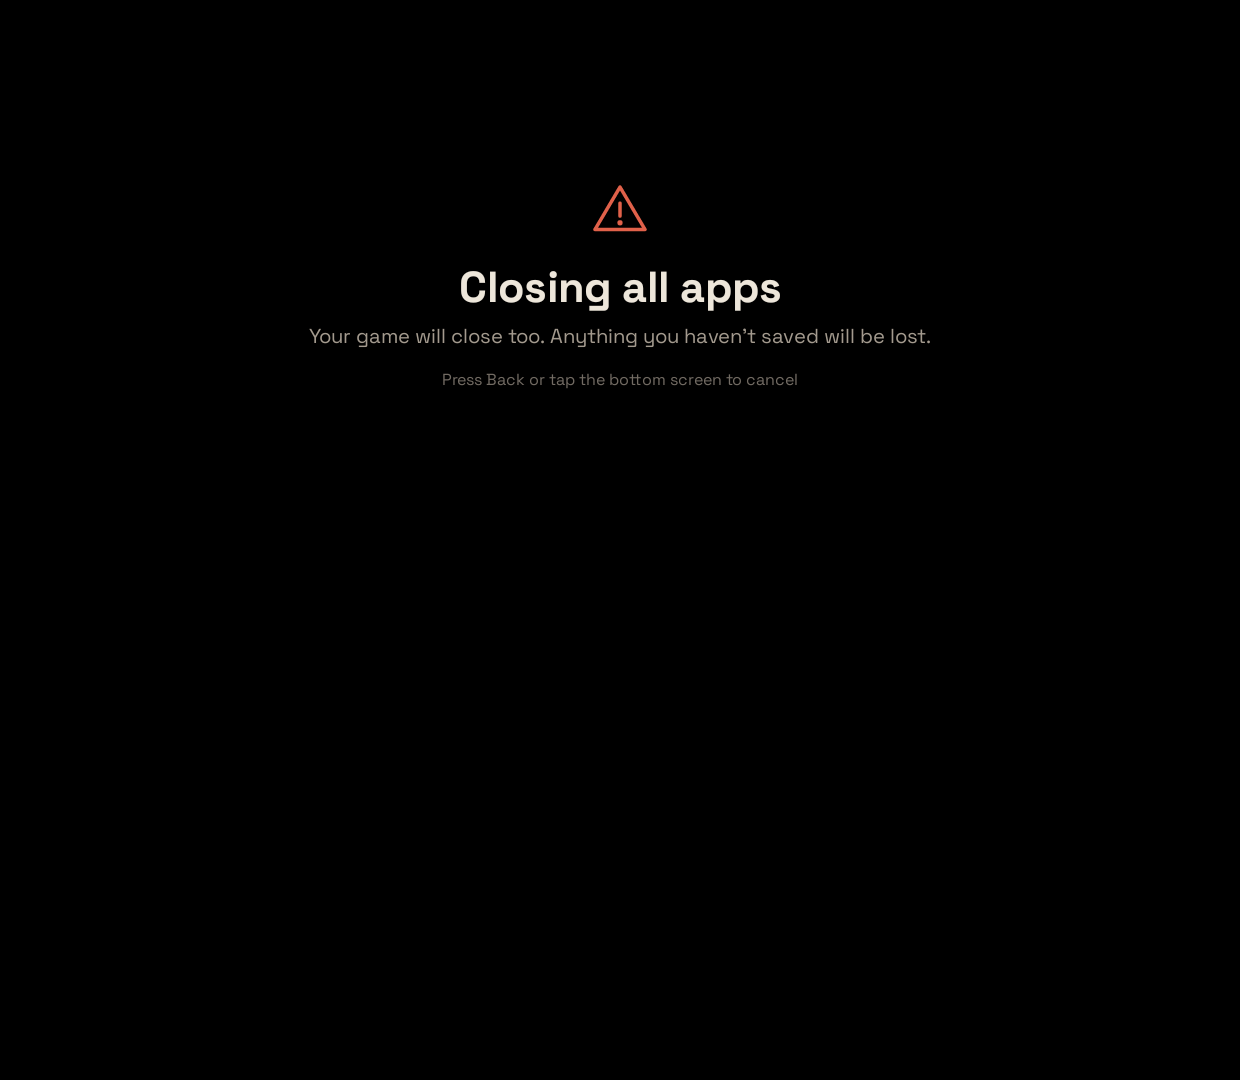 Closing all apps
Your game will close too. Anything you haven’t saved will be lost.
Press Back or tap the bottom screen to cancel